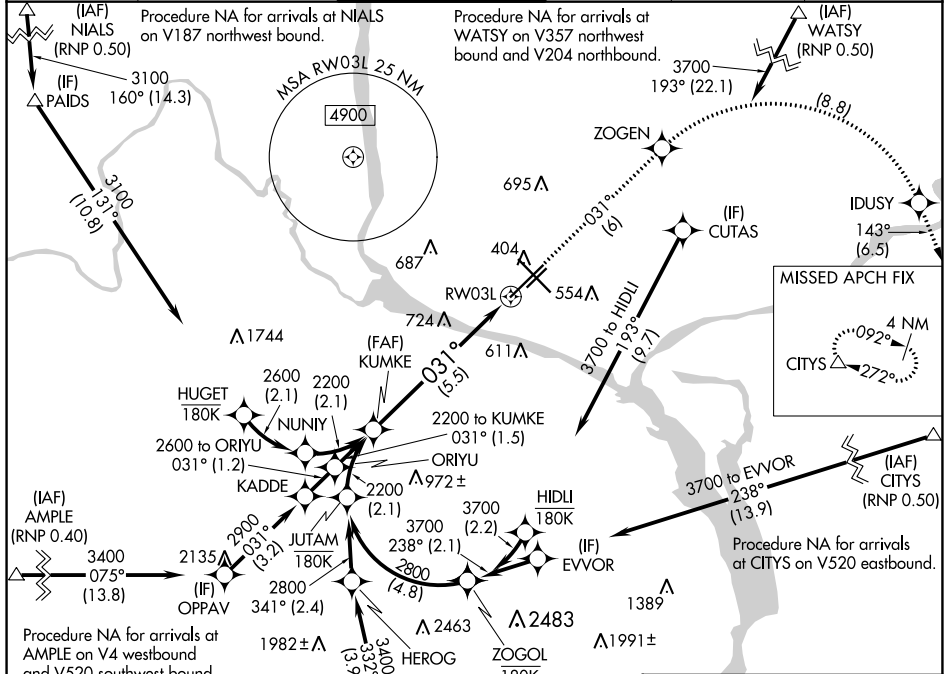 (IAF)
NIALS
(RNP 0.50)
Procedure NA for arrivals at NIALS
on V187 northwest bound.
Procedure NA for arrivals at
WATSY on V357 northwest
bound and V204 northbound.
(IAF)
WATSY
(RNP 0.50)
3100
160° (14.3)
(IF)
PAIDS
3700
193° (22.1)
MSA RW03L 25 NM
4900
(8.8)
ZOGEN
3100
131°
(10.8)
695
031°
(6)
IDUSY
143°
(6.5)
(IF)
CUTAS
687
404
RW03L
554
MISSED APCH FIX
4 NM
092°
CITYS
272°
3700 to HIDLI
193°
(9.7)
724
1744
(FAF)
KUMKE
031°
(5.5)
611
HUGET
180K
2600
(2.1)
2200
(2.1)
NUNIY
2200 to KUMKE
031° (1.5)
2600 to ORIYU
031° (1.2)
ORIYU
KADDE
972±
(IAF)
CITYS
(RNP 0.50)
3700 to EVVOR
238°
(13.9)
(IAF)
AMPLE
(RNP 0.40)
3400
075°
(13.8)
2135
2900
031°
(3.2)
(IF)
OPPAV
JUTAM
180K
2200
(2.1)
3700
238° (2.1)
3700
(2.2)
HIDLI
180K
(IF)
EVVOR
2800
(4.8)
2800
341° (2.4)
Procedure NA for arrivals
at CITYS on V520 eastbound.
1389
Procedure NA for arrivals at
AMPLE on V4 westbound
and V520 southwest bound
1982±
3400
332°
(3.9
HEROG
2463
2483
ZOGOL
180K
1991±